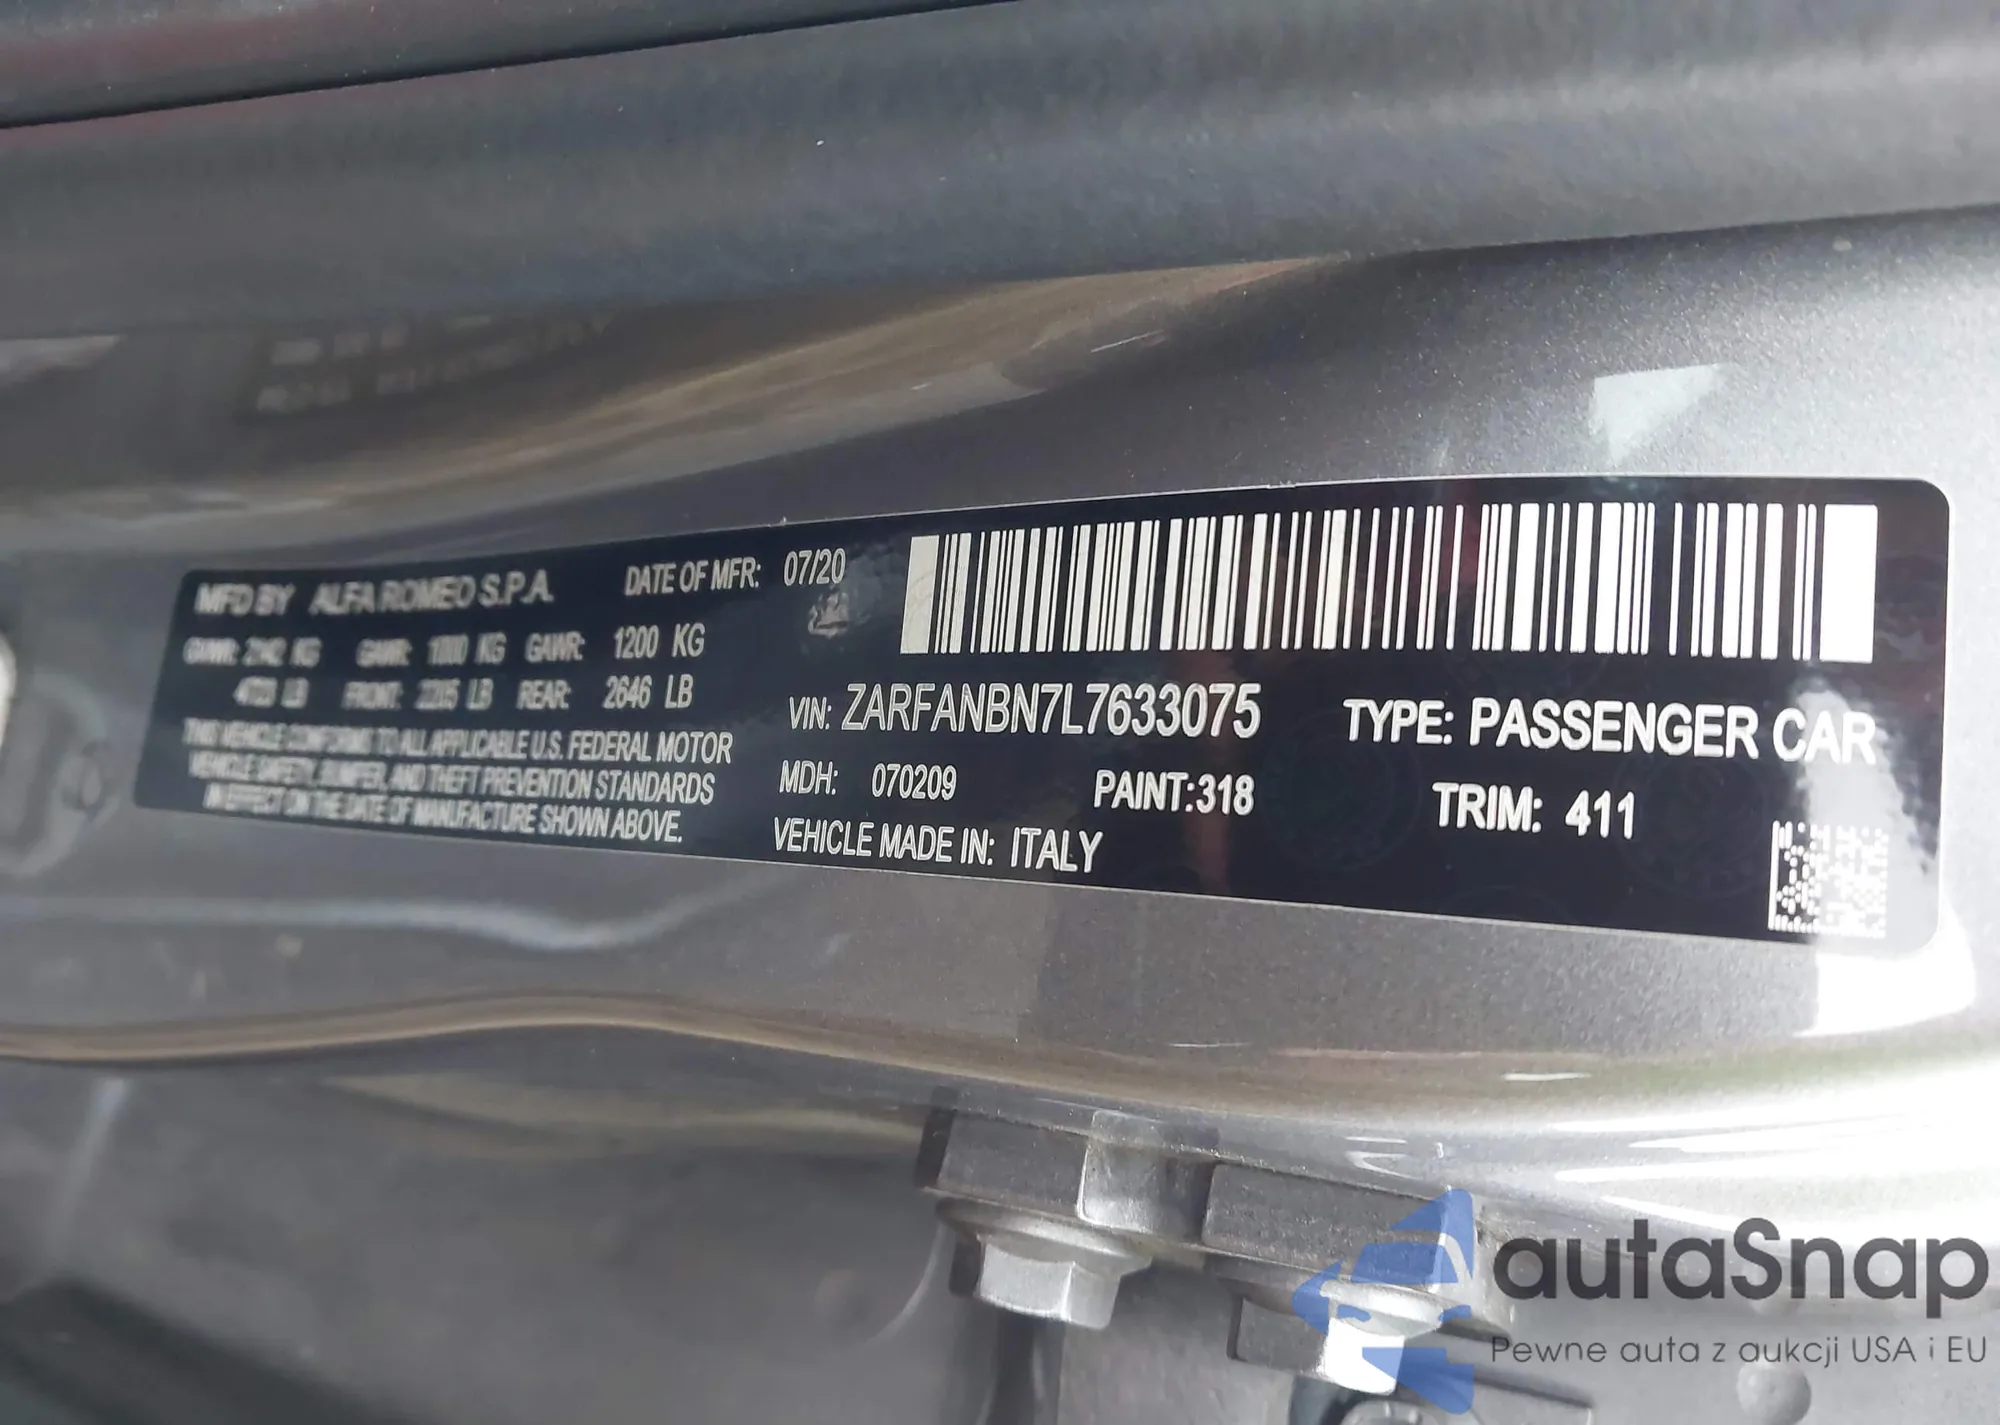 MFD BY ALFA ROMEO S.P.A. DATE OF MFR: 07/20
GVWR: 2142 KG GAWR: 1000 KG GAWR: 1200 KG
4723 LB FRONT: 2205 LB REAR: 2646 LB
THIS VEHICLE CONFORMS TO ALL APPLICABLE U.S. FEDERAL MOTOR
VEHICLE SAFETY, BUMPER, AND THEFT PREVENTION STANDARDS
IN EFFECT ON THE DATE OF MANUFACTURE SHOWN ABOVE.
VIN: ZARFANBN7L7633075 TYPE: PASSENGER CAR
MDH: 070209 PAINT:318 TRIM: 411
VEHICLE MADE IN: ITALY
autaSnap
Pewne auta z aukcji USA i EU